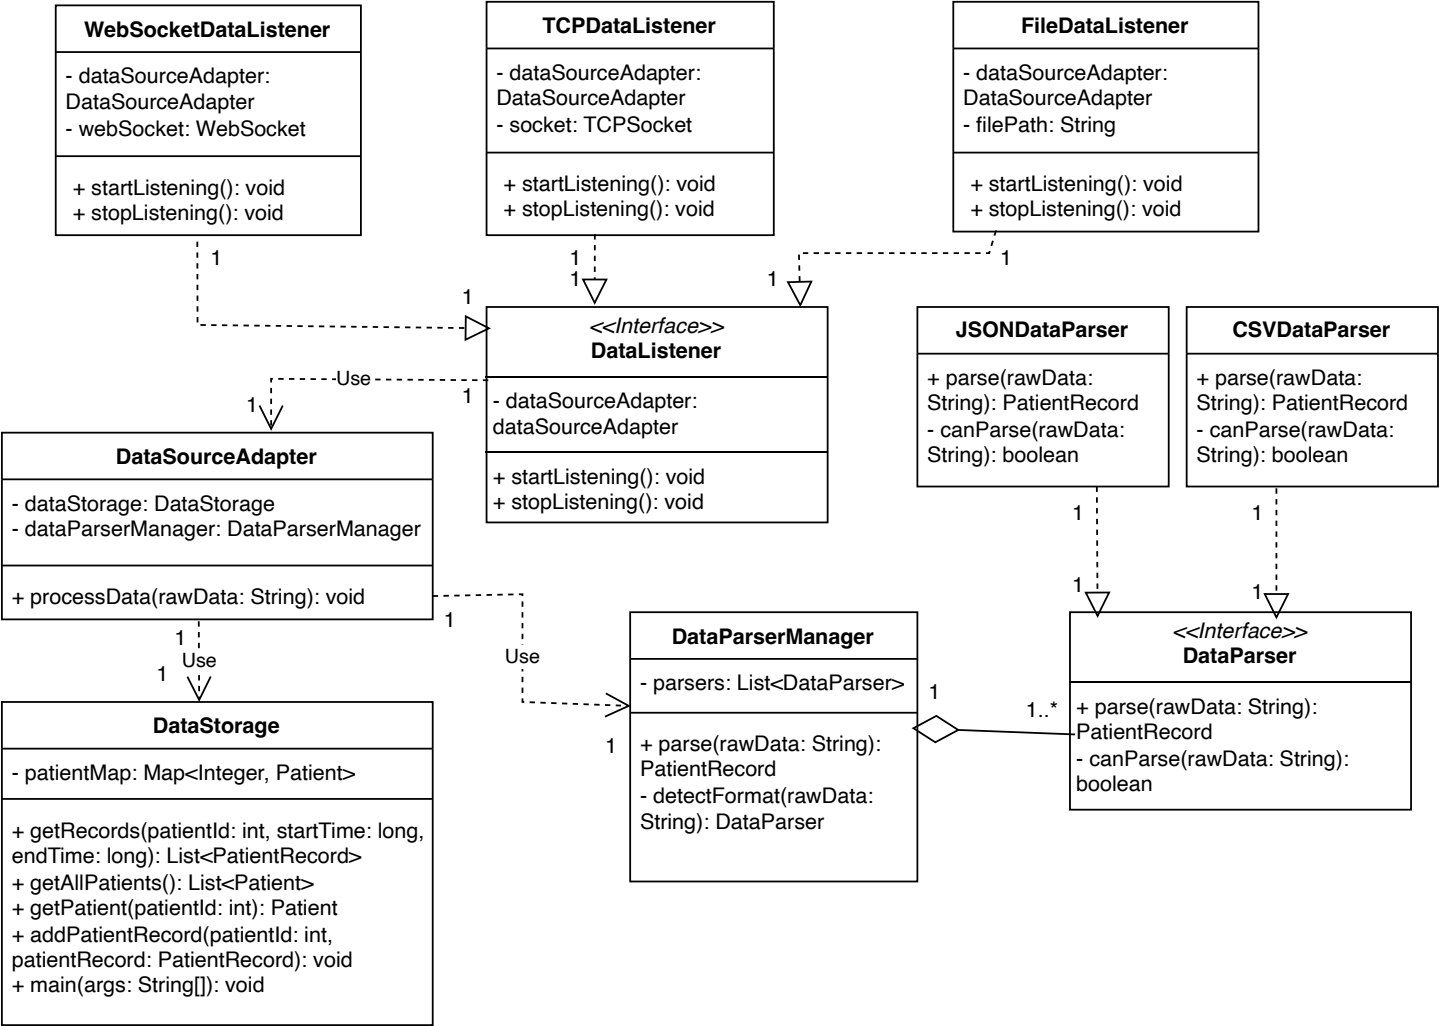 WebSocketDataListener
- dataSourceAdapter:
DataSourceAdapter
- webSocket: WebSocket
+ startListening(): void
+ stopListening(): void
TCPDataListener
- dataSourceAdapter:
DataSourceAdapter
- socket: TCPSocket
+ startListening(): void
+ stopListening(): void
FileDataListener
- dataSourceAdapter:
DataSourceAdapter
- filePath: String
+ startListening(): void
+ stopListening(): void
1
1
1
1
1
1
<<Interface>>
DataListener
- dataSourceAdapter:
dataSourceAdapter
+ startListening(): void
+ stopListening(): void
JSONDataParser
+ parse(rawData:
String): PatientRecord
- canParse(rawData:
String): boolean
CSVDataParser
+ parse(rawData:
String): PatientRecord
- canParse(rawData:
String): boolean
Use
1
1
DataSourceAdapter
- dataStorage: DataStorage
- dataParserManager: DataParserManager
+ processData(rawData: String): void
1
1
1
1
1
Use
1
1
Use
1
DataStorage
- patientMap: Map<Integer, Patient>
+ getRecords(patientId: int, startTime: long,
endTime: long): List<PatientRecord>
+ getAllPatients(): List<Patient>
+ getPatient(patientId: int): Patient
+ addPatientRecord(patientId: int,
patientRecord: PatientRecord): void
+ main(args: String[]): void
DataParserManager
- parsers: List<DataParser>
+ parse(rawData: String):
PatientRecord
- detectFormat(rawData:
String): DataParser
1
1..*
<<Interface>>
DataParser
+ parse(rawData: String):
PatientRecord
- canParse(rawData: String):
boolean